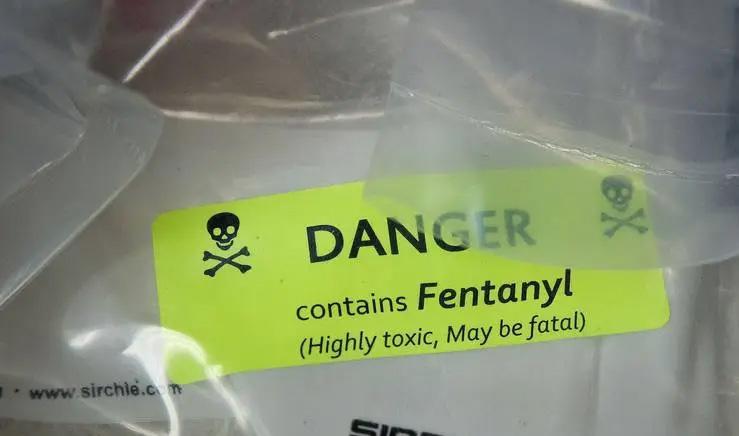 DANGER
contains Fentanyl
(Highly toxic, May be fatal)
www.sirchie.com